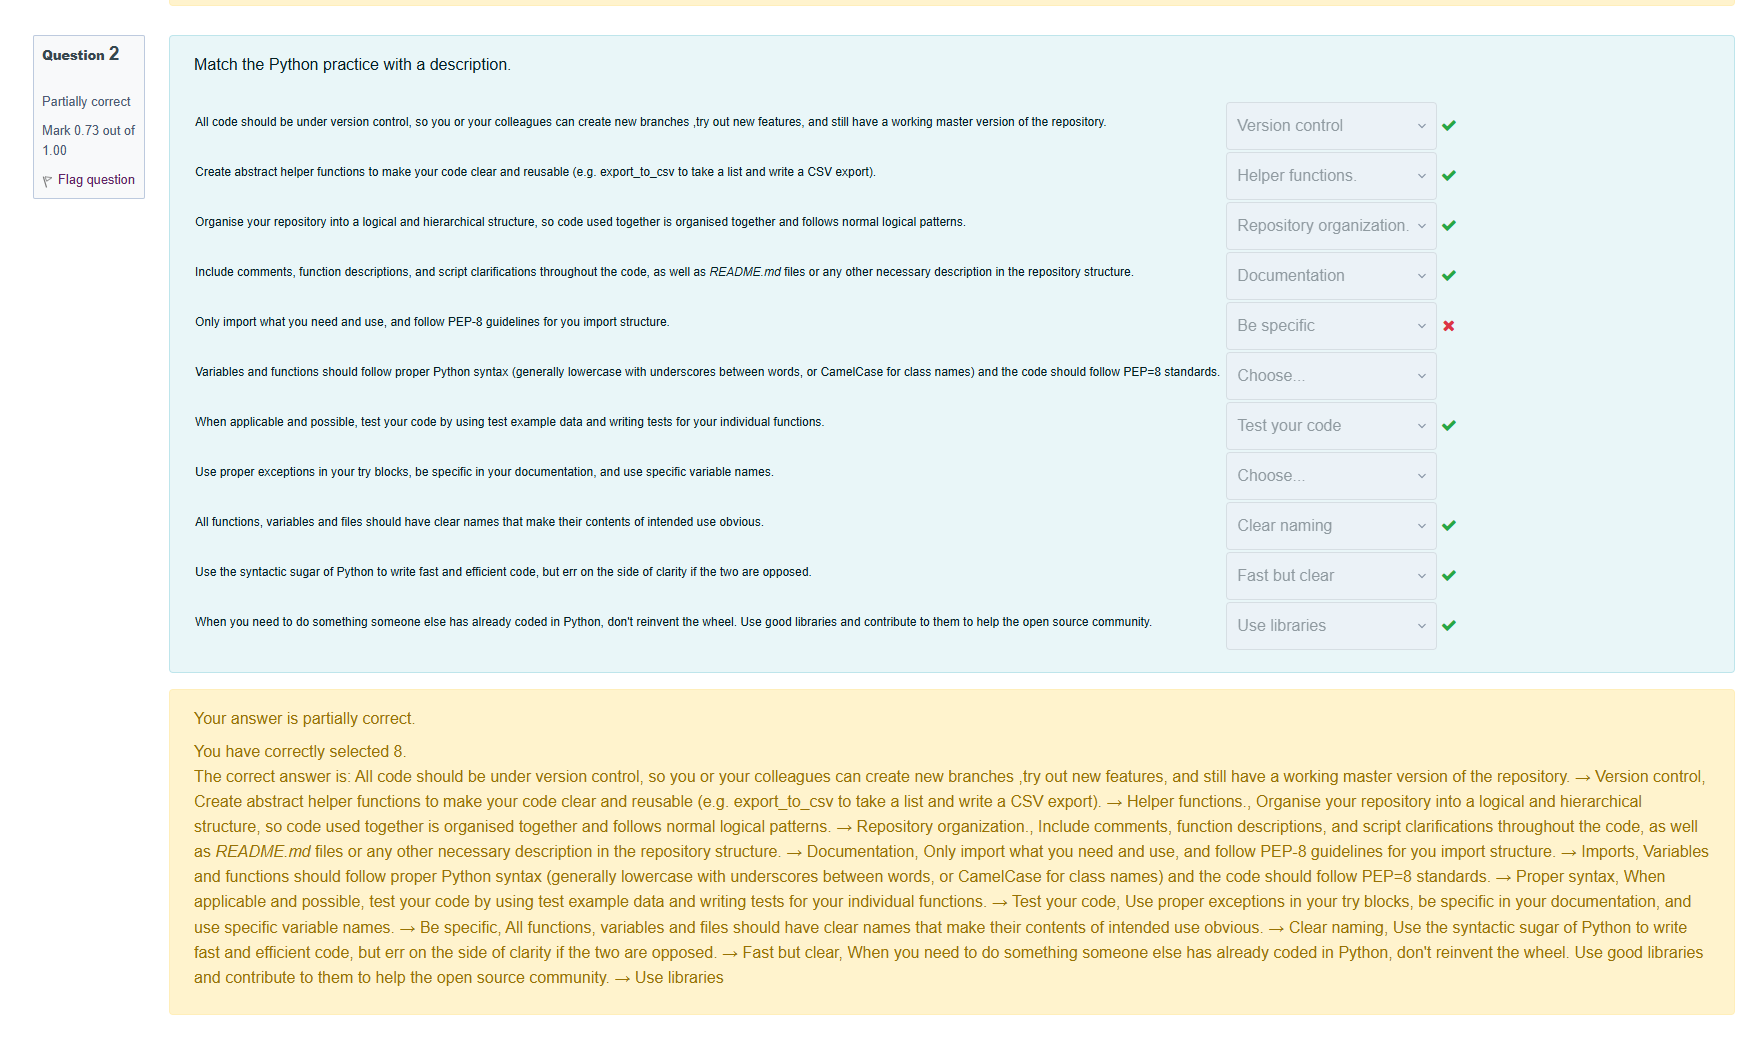 Question 2
Partially correct
Mark 0.73 out of
1.00
Flag question
Match the Python practice with a description.
All code should be under version control, so you or your colleagues can create new branches ,try out new features, and still have a working master version of the repository.
Version control
Create abstract helper functions to make your code clear and reusable (e.g. export_to_csv to take a list and write a CSV export).
Helper functions.
Organise your repository into a logical and hierarchical structure, so code used together is organised together and follows normal logical patterns.
Repository organization.
Include comments, function descriptions, and script clarifications throughout the code, as well as README.md files or any other necessary description in the repository structure.
Documentation
Only import what you need and use, and follow PEP-8 guidelines for you import structure.
Be specific
Variables and functions should follow proper Python syntax (generally lowercase with underscores between words, or CamelCase for class names) and the code should follow PEP=8 standards.
Choose...
When applicable and possible, test your code by using test example data and writing tests for your individual functions.
Test your code
Use proper exceptions in your try blocks, be specific in your documentation, and use specific variable names.
Choose...
All functions, variables and files should have clear names that make their contents of intended use obvious.
Clear naming
Use the syntactic sugar of Python to write fast and efficient code, but err on the side of clarity if the two are opposed.
Fast but clear
When you need to do something someone else has already coded in Python, don't reinvent the wheel. Use good libraries and contribute to them to help the open source community.
Use libraries
Your answer is partially correct.
You have correctly selected 8.
The correct answer is: All code should be under version control, so you or your colleagues can create new branches ,try out new features, and still have a working master version of the repository. → Version control,
Create abstract helper functions to make your code clear and reusable (e.g. export_to_csv to take a list and write a CSV export). → Helper functions., Organise your repository into a logical and hierarchical
structure, so code used together is organised together and follows normal logical patterns. → Repository organization., Include comments, function descriptions, and script clarifications throughout the code, as well
as README.md files or any other necessary description in the repository structure. → Documentation, Only import what you need and use, and follow PEP-8 guidelines for you import structure. → Imports, Variables
and functions should follow proper Python syntax (generally lowercase with underscores between words, or CamelCase for class names) and the code should follow PEP=8 standards. → Proper syntax, When
applicable and possible, test your code by using test example data and writing tests for your individual functions. → Test your code, Use proper exceptions in your try blocks, be specific in your documentation, and
use specific variable names. → Be specific, All functions, variables and files should have clear names that make their contents of intended use obvious. → Clear naming, Use the syntactic sugar of Python to write
fast and efficient code, but err on the side of clarity if the two are opposed. → Fast but clear, When you need to do something someone else has already coded in Python, don't reinvent the wheel. Use good libraries
and contribute to them to help the open source community. → Use libraries